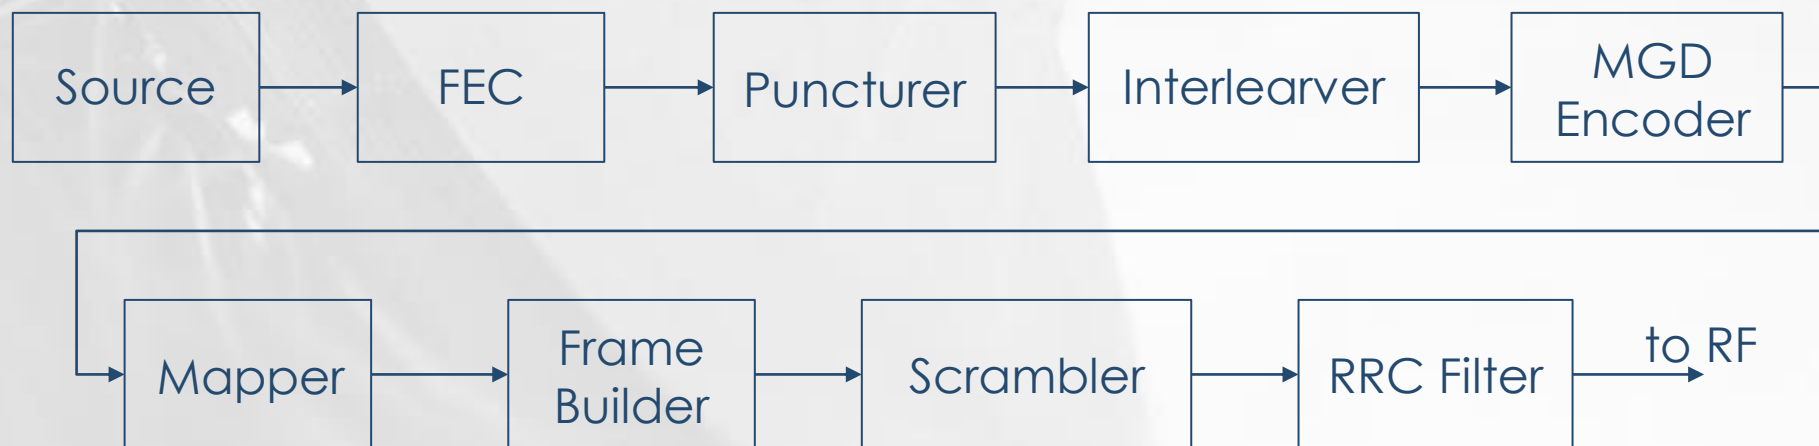 Source
FEC
Puncturer
Interlearver
MGD
Encoder
Mapper
Frame
Builder
Scrambler
RRC Filter
to RF